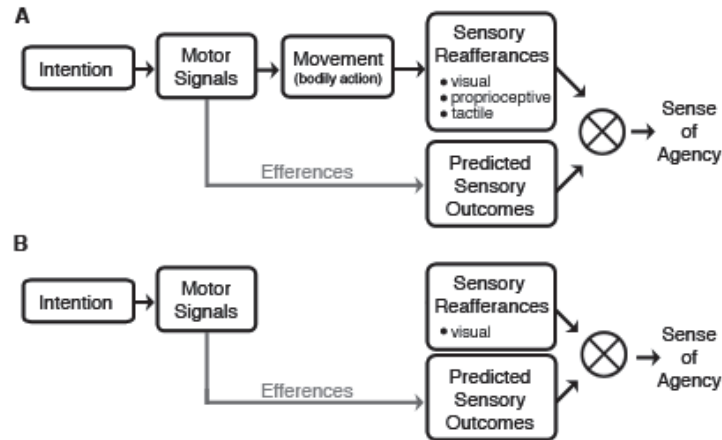 A
Intention
Motor
Signals
Movement
(bodily action)
Sensory
Reafferances
• visual
• proprioceptive
• tactile
Sense
of
Agency
Efferences
Predicted
Sensory
Outcomes
B
Intention
Motor
Signals
Sensory
Reafferances
• visual
Sense
of
Agency
Efferences
Predicted
Sensory
Outcomes